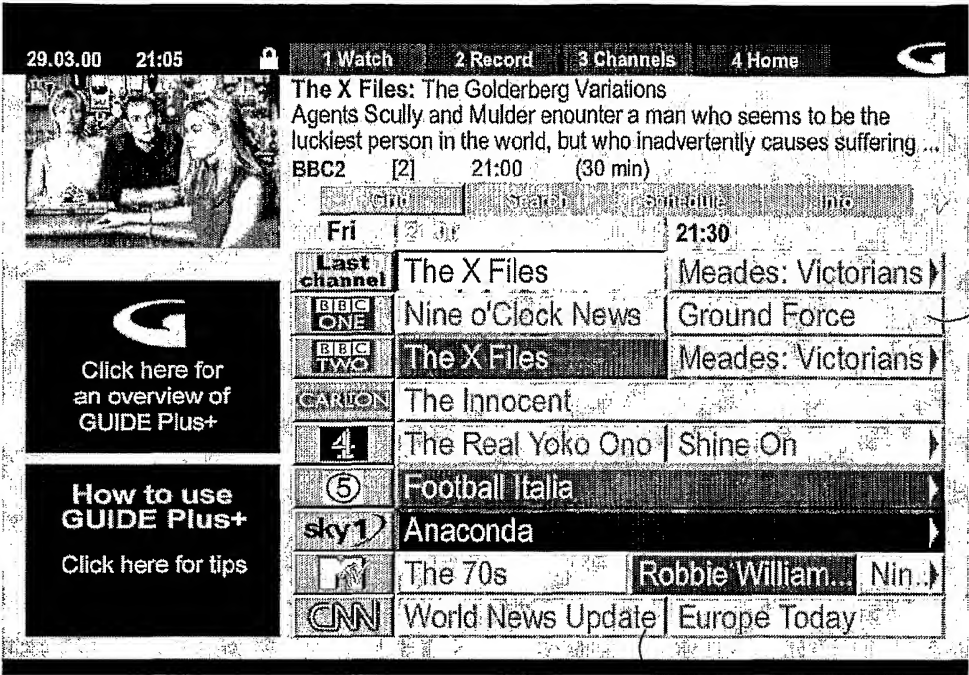 29.03.00 21:05 1 Watch 2 Record 3 Channels 4 Home
The X Files: The Golderberg Variations
Agents Scully and Mulder enounter a man who seems to be the
luckiest person in the world, but who inadvertently causes suffering ...
BBC2 [2] 21:00 (30 min)
Grid Search Schedule Info
Fri 21:30
Last channel The X Files Meades: Victorians
BBC ONE Nine o'Clock News Ground Force
BBC TWO The X Files Meades: Victorians
CARLTON The Innocent
4 The Real Yoko Ono Shine On
5 Football Italia
sky1 Anaconda
M The 70s Robbie William... Nin..
CNN World News Update Europe Today
G
Click here for
an overview of
GUIDE Plus+
How to use
GUIDE Plus+
Click here for tips